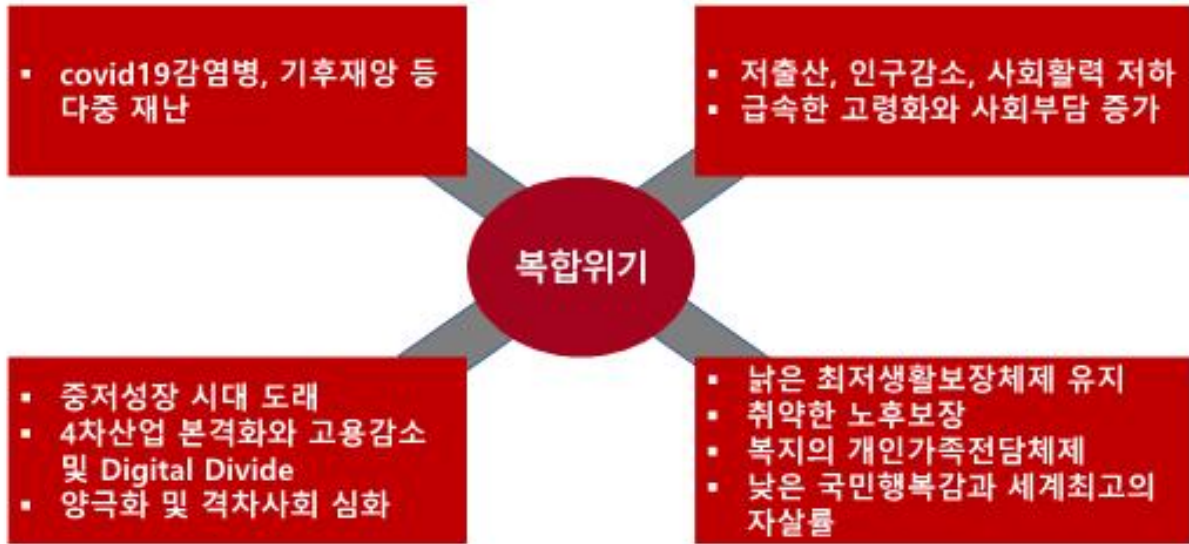 ▪ covid19감염병, 기후재앙 등
다중 재난
▪ 저출산, 인구감소, 사회활력 저하
▪ 급속한 고령화와 사회부담 증가
복합위기
▪ 중저성장 시대 도래
▪ 4차산업 본격화와 고용감소
및 Digital Divide
▪ 양극화 및 격차사회 심화
▪ 낡은 최저생활보장체제 유지
▪ 취약한 노후보장
▪ 복지의 개인가족전담체제
▪ 낮은 국민행복감과 세계최고의
자살률